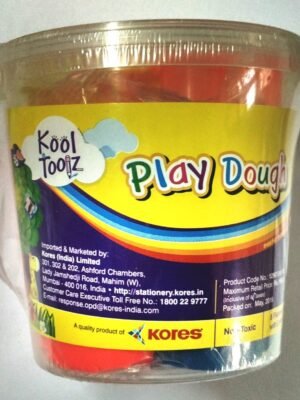 Kool
Toolz
Play Dough
Imported & Marketed by:
Kores (India) Limited
301, 302 & 202, Ashford Chambers,
Lady Jamshedji Road, Mahim (W),
Mumbai - 400 016, India • http://stationery.kores.in
Customer Care Executive Toll Free No.: 1800 22 9777
E-mail: response.opd@kores-india.com
Product Code No.
Maximum Retail Price
(Inclusive of all taxes)
Packed on: May, 201
A quality product of KORES
Non-Toxic